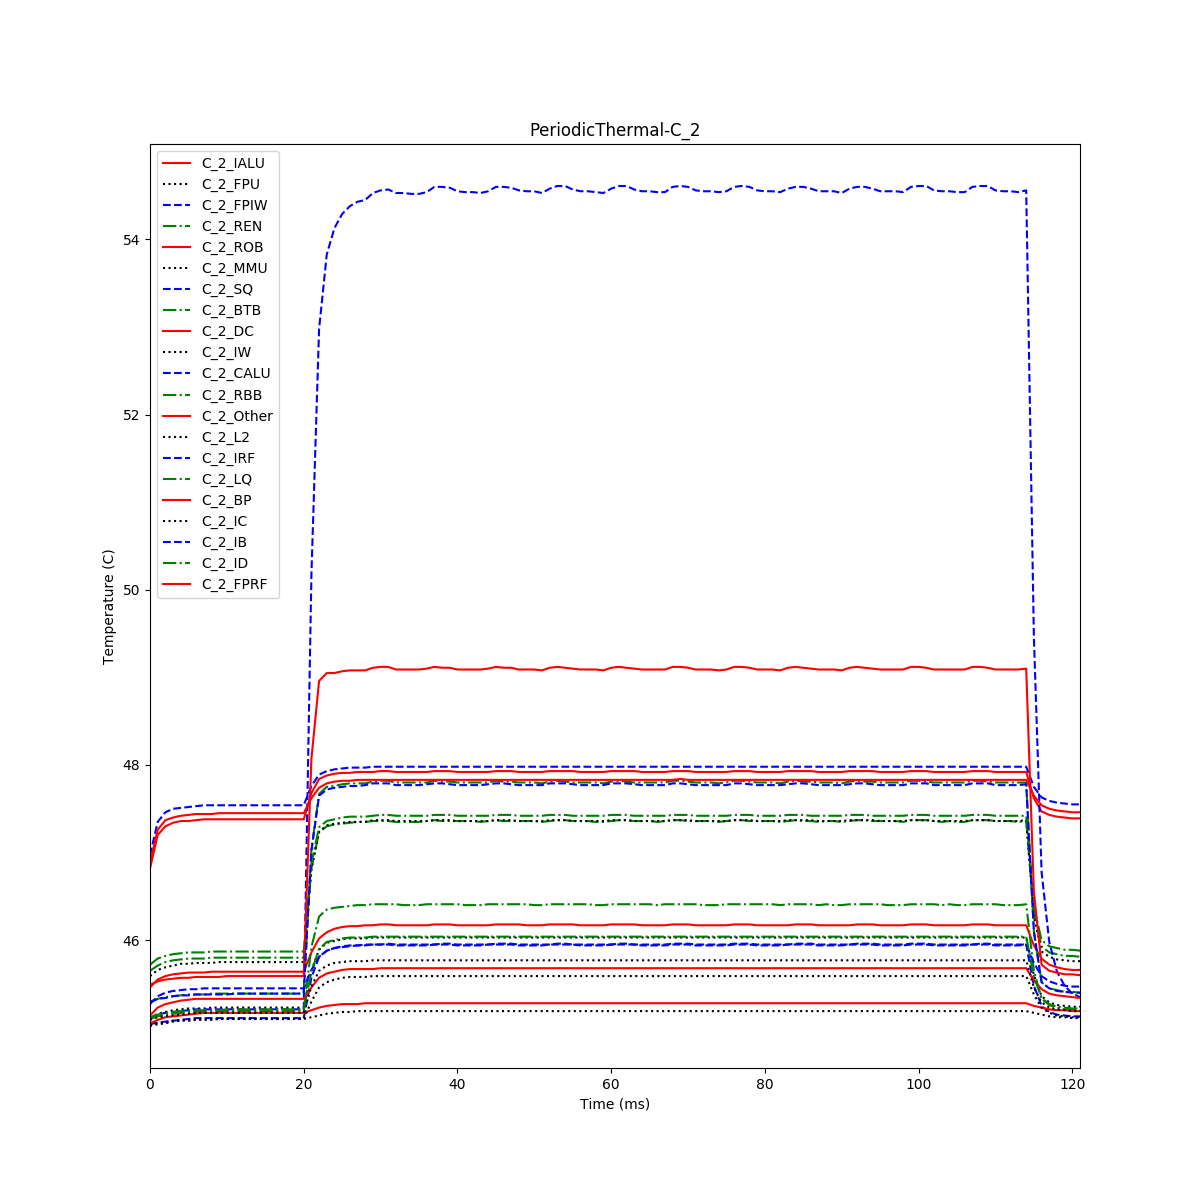 PeriodicThermal-C_2
C_2_IALU
C_2_FPU
C_2_FPIW
C_2_REN
C_2_ROB
C_2_MMU
C_2_SQ
C_2_BTB
C_2_DC
C_2_IW
C_2_CALU
C_2_RBB
C_2_Other
C_2_L2
C_2_IRF
C_2_LQ
C_2_BP
C_2_IC
C_2_IB
C_2_ID
C_2_FPRF
54
52
50
48
46
Temperature (C)
0 20 40 60 80 100 120
Time (ms)